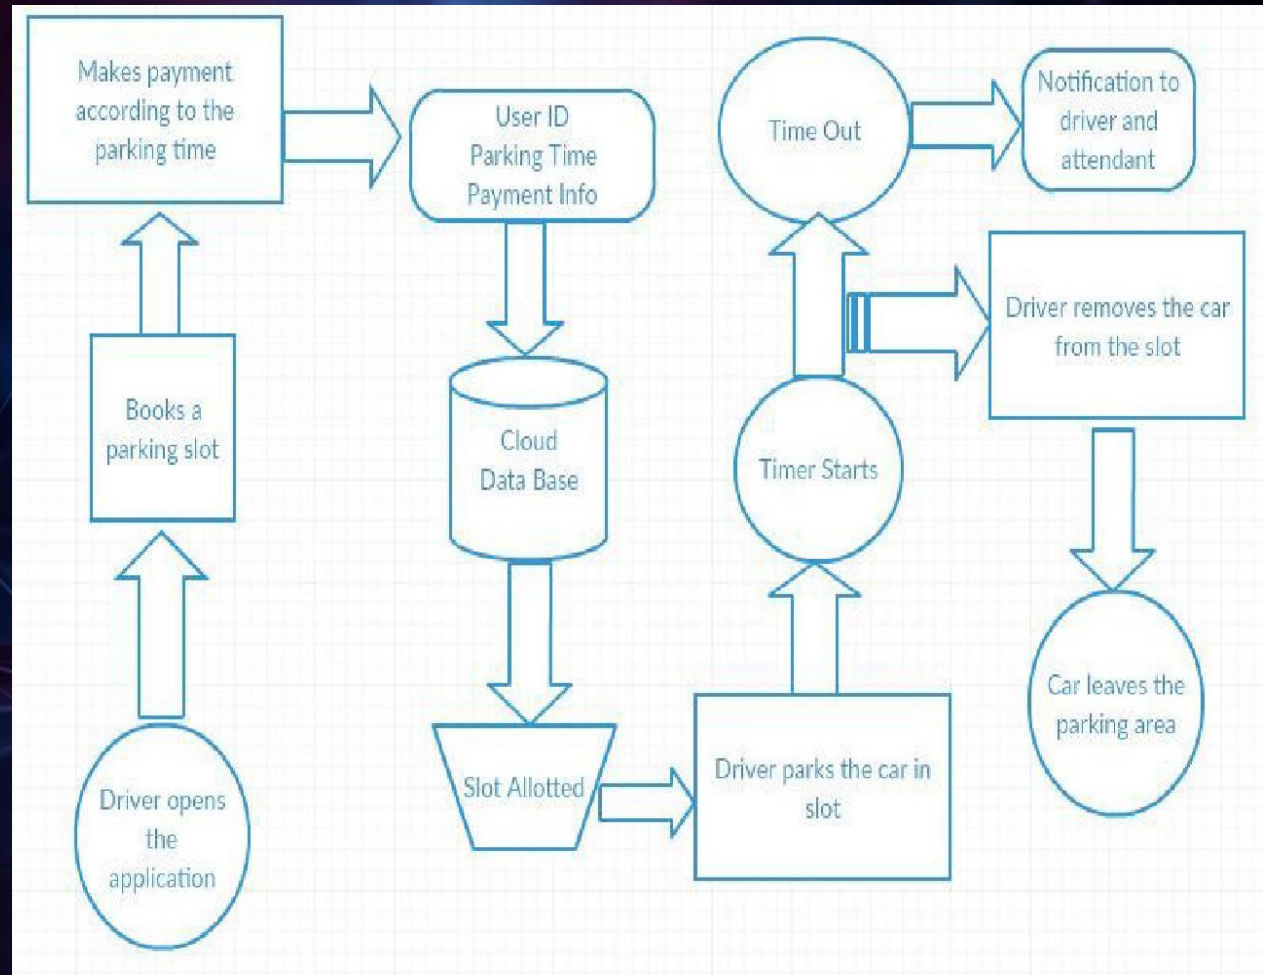 Makes payment
according to the
parking time
User ID
Parking Time
Payment Info
Time Out
Notification to
driver and
attendant
Books a
parking slot
Cloud
Data Base
Timer Starts
Driver removes the car
from the slot
Driver opens
the
application
Slot Allotted
Driver parks the car in
slot
Car leaves the
parking area